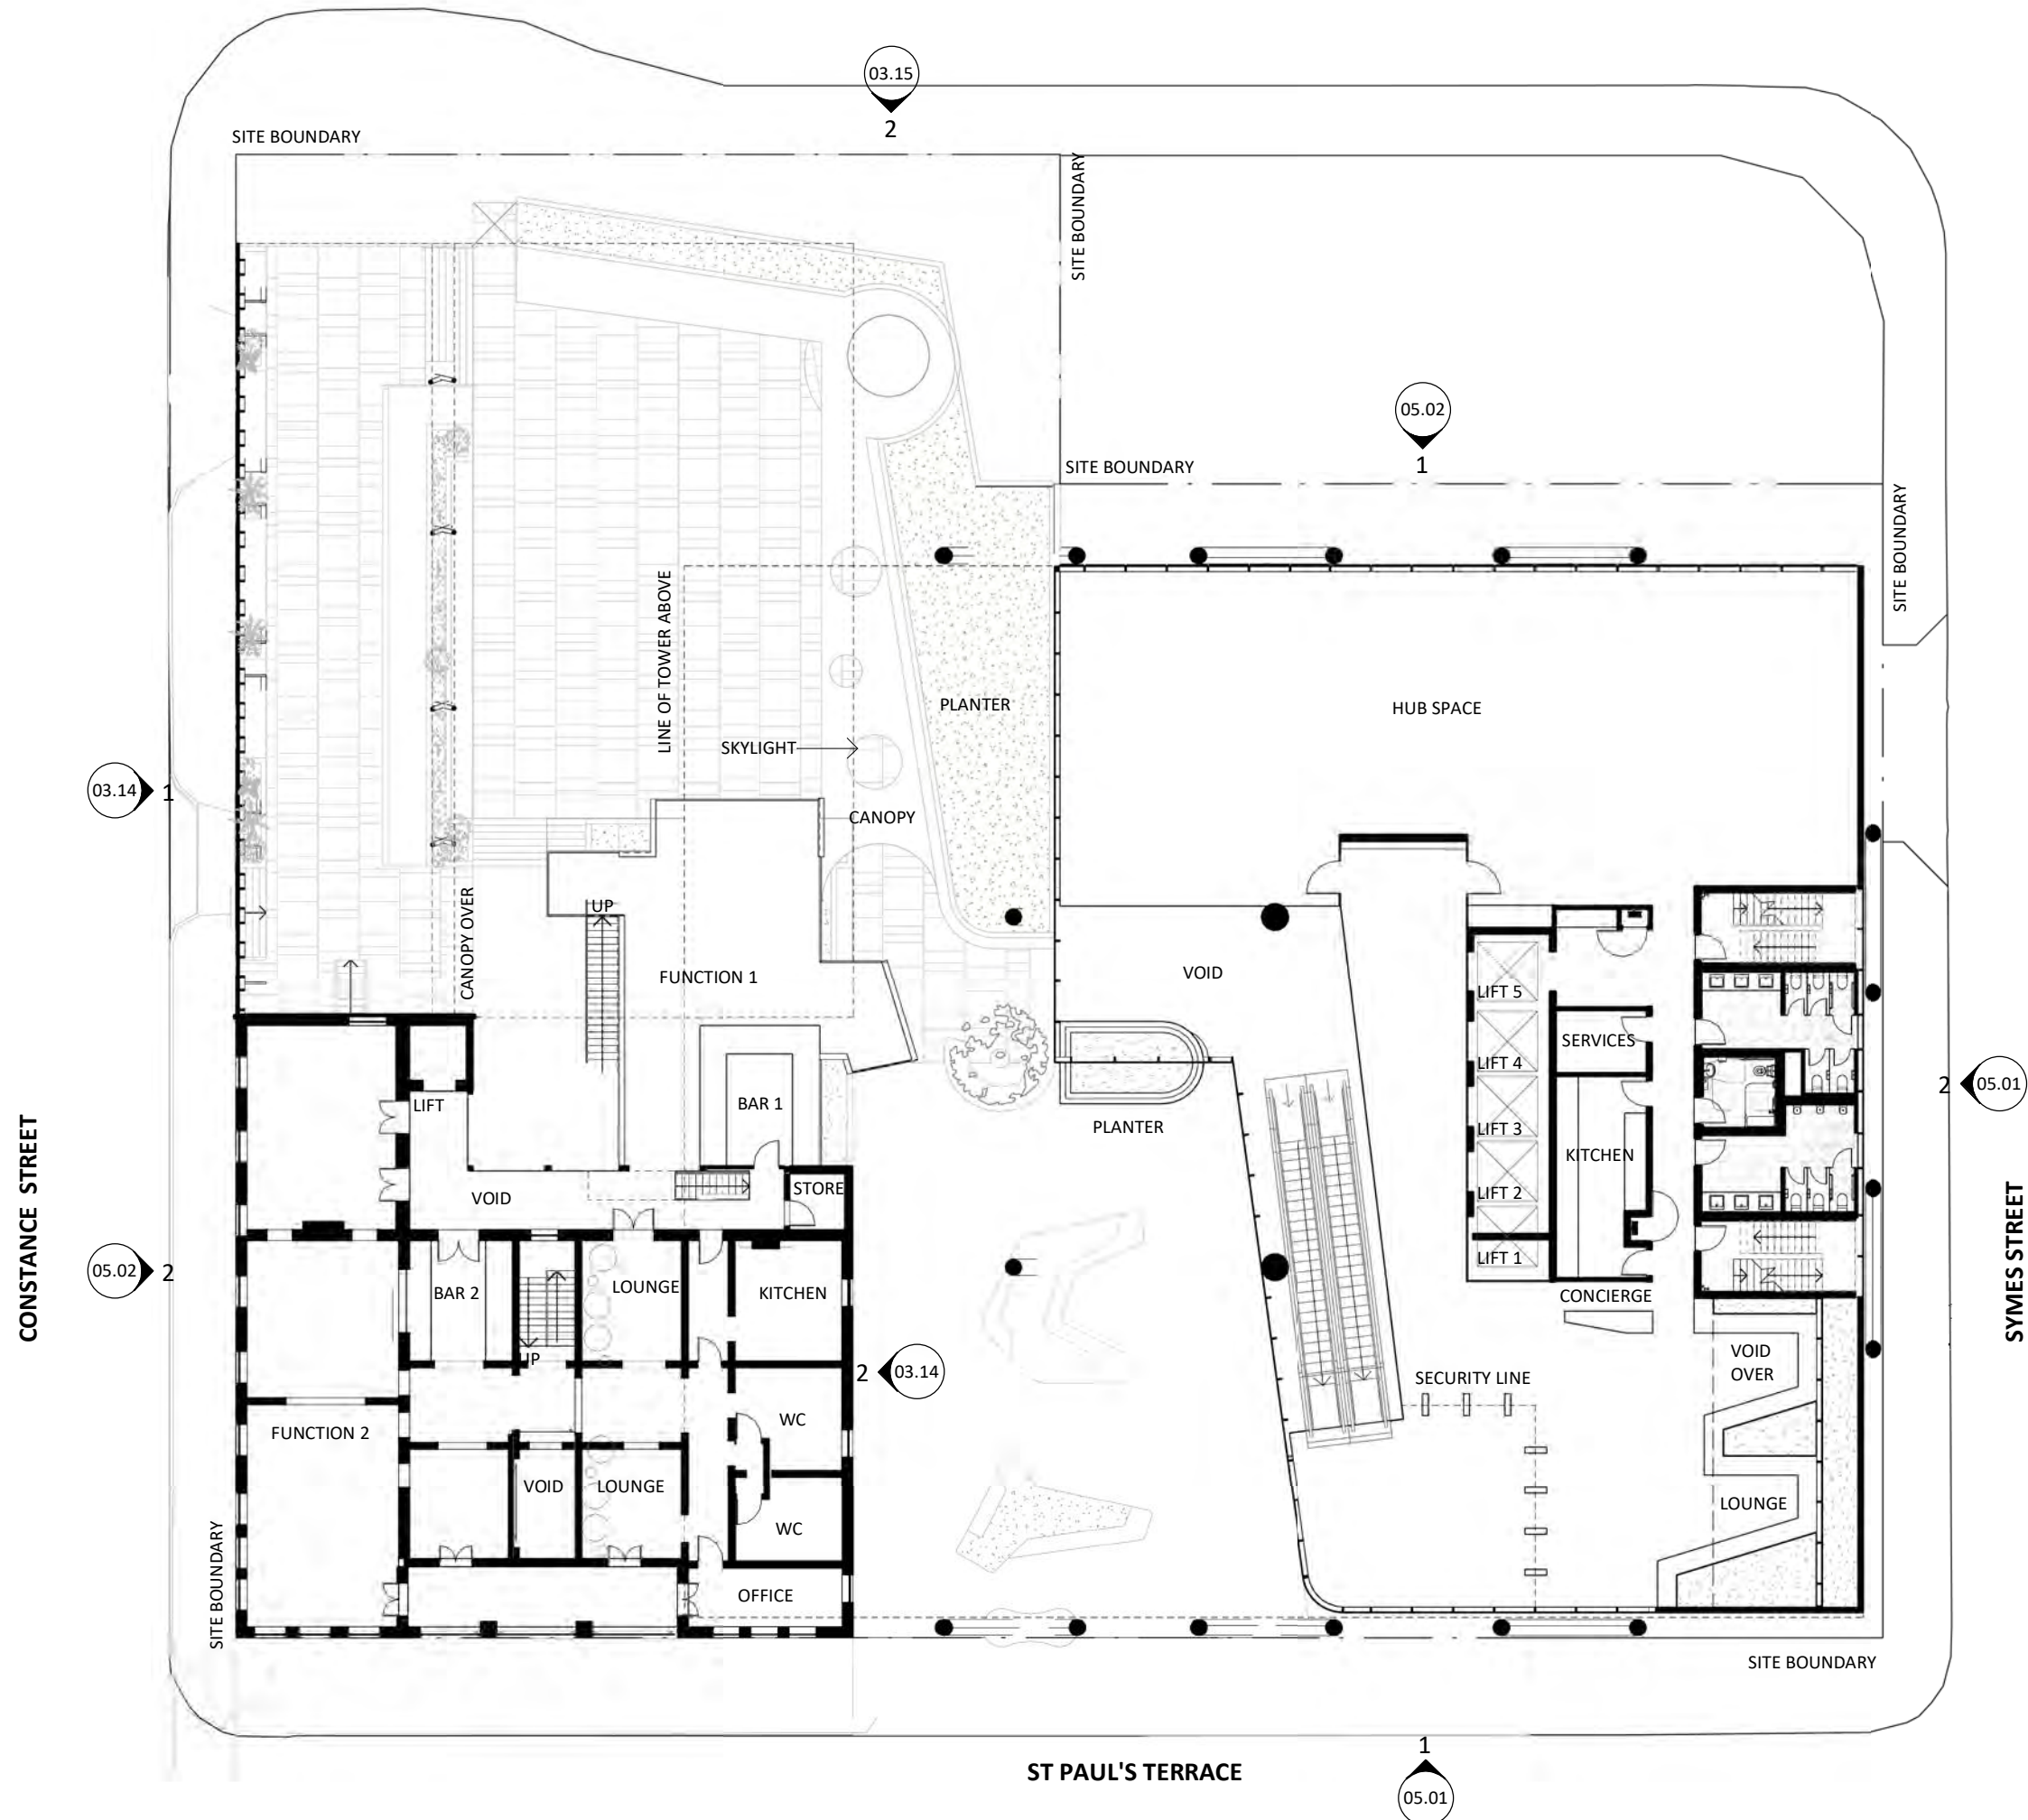 03.15
2
SITE BOUNDARY
SITE BOUNDARY
05.02
1
SITE BOUNDARY
SITE BOUNDARY
LINE OF TOWER ABOVE
PLANTER
HUB SPACE
SKYLIGHT
03.14
1
CANOPY
CANOPY OVER
UP
FUNCTION 1
VOID
LIFT 5
SERVICES
LIFT 4
2
05.01
LIFT
BAR 1
PLANTER
LIFT 3
KITCHEN
CONSTANCE STREET
VOID
STORE
LIFT 2
SYMES STREET
05.02
2
BAR 2
LOUNGE
KITCHEN
LIFT 1
CONCIERGE
UP
2
03.14
VOID
OVER
SECURITY LINE
FUNCTION 2
WC
VOID
LOUNGE
LOUNGE
WC
SITE BOUNDARY
OFFICE
SITE BOUNDARY
ST PAUL'S TERRACE
1
05.01